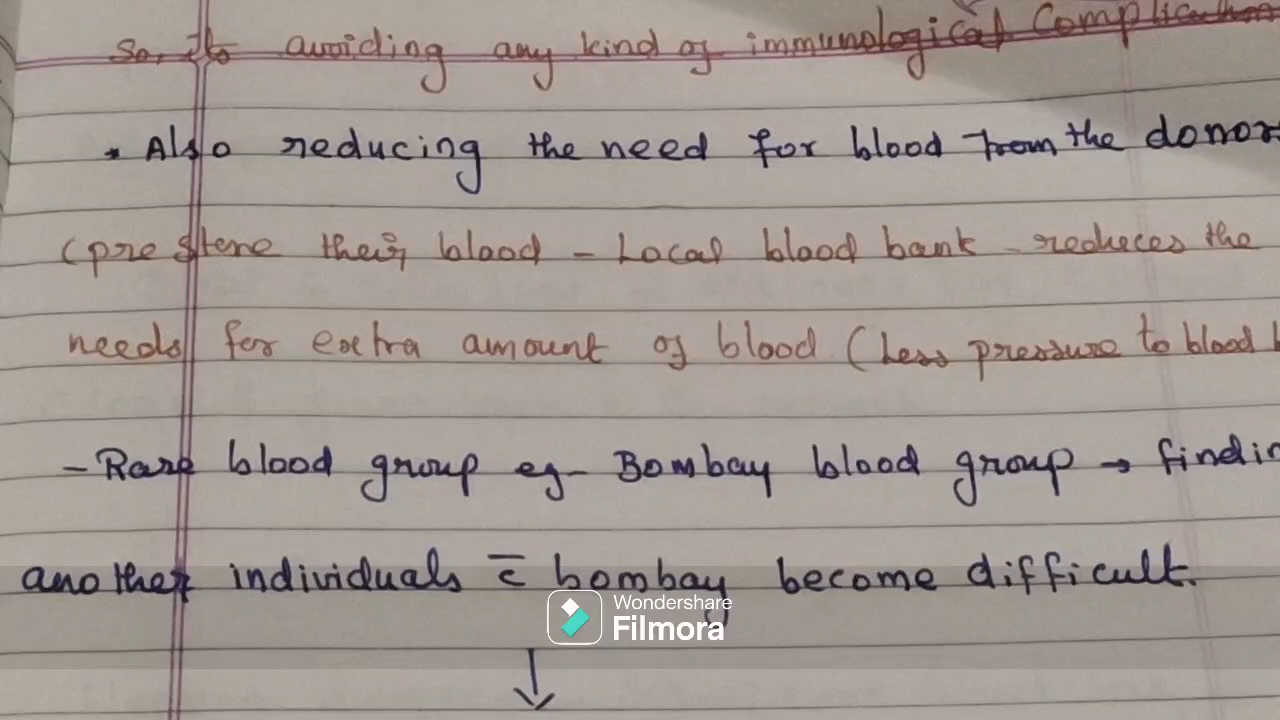 So, its avoiding any kind of immunological Complication
* Also reducing the need for blood from the donor
(pre store their blood - Local blood bank - reduces the
needs for extra amount of blood (Less pressure to blood
- Rare blood group eg- Bombay blood group → findin
another individuals c̅ bombay become difficult.
Wondershare
Filmora
↓